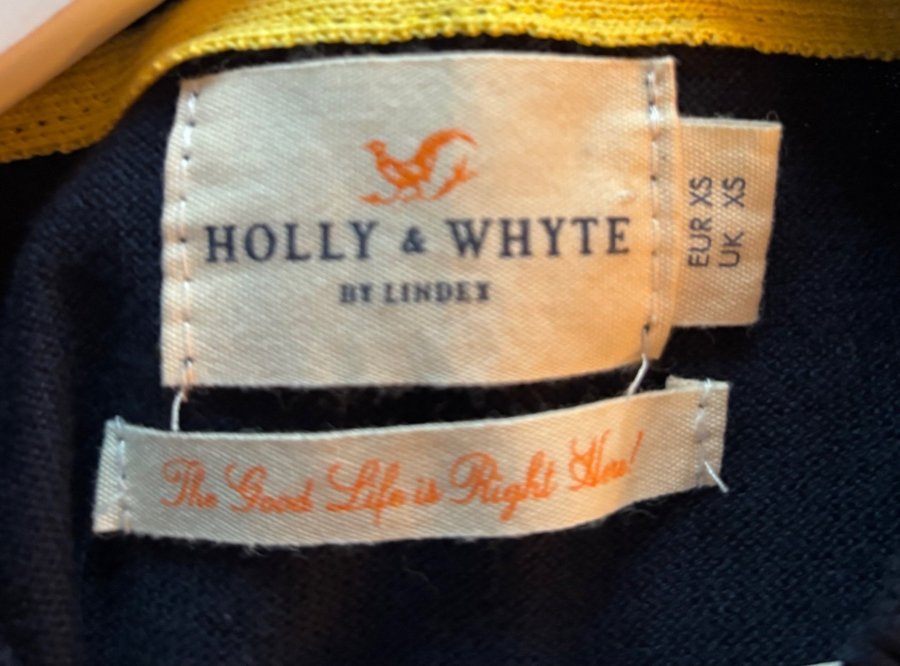 HOLLY & WHYTE
BY LINDEX
EUR XS
UK XS
The Good Life is Right Here!